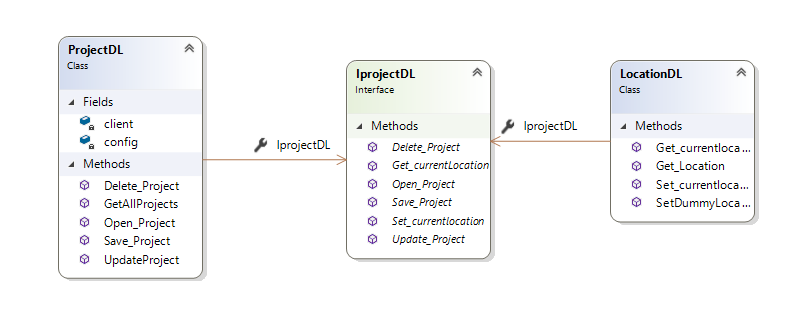 ProjectDL
Class
Fields
client
config
Methods
Delete_Project
GetAllProjects
Open_Project
Save_Project
UpdateProject
IprojectDL
IprojectDL
Interface
Methods
Delete_Project
Get_currentLocation
Open_Project
Save_Project
Set_currentlocation
Update_Project
IprojectDL
LocationDL
Class
Methods
Get_currentloca...
Get_Location
Set_currentloca...
SetDummyLoca...